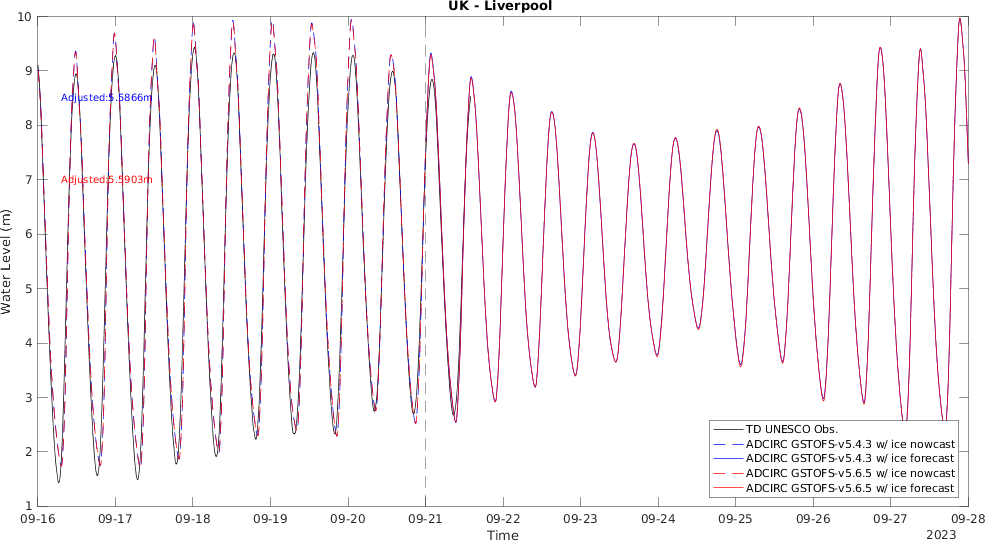 UK - Liverpool
10
9
8
7
6
5
4
3
2
1
Water Level (m)
Adjusted:5.5866m
Adjusted:5.5903m
TD UNESCO Obs.
ADCIRC GSTOFS-v5.4.3 w/ ice nowcast
ADCIRC GSTOFS-v5.4.3 w/ ice forecast
ADCIRC GSTOFS-v5.6.5 w/ ice nowcast
ADCIRC GSTOFS-v5.6.5 w/ ice forecast
09-16 09-17 09-18 09-19 09-20 09-21 09-22 09-23 09-24 09-25 09-26 09-27 09-28
Time
2023